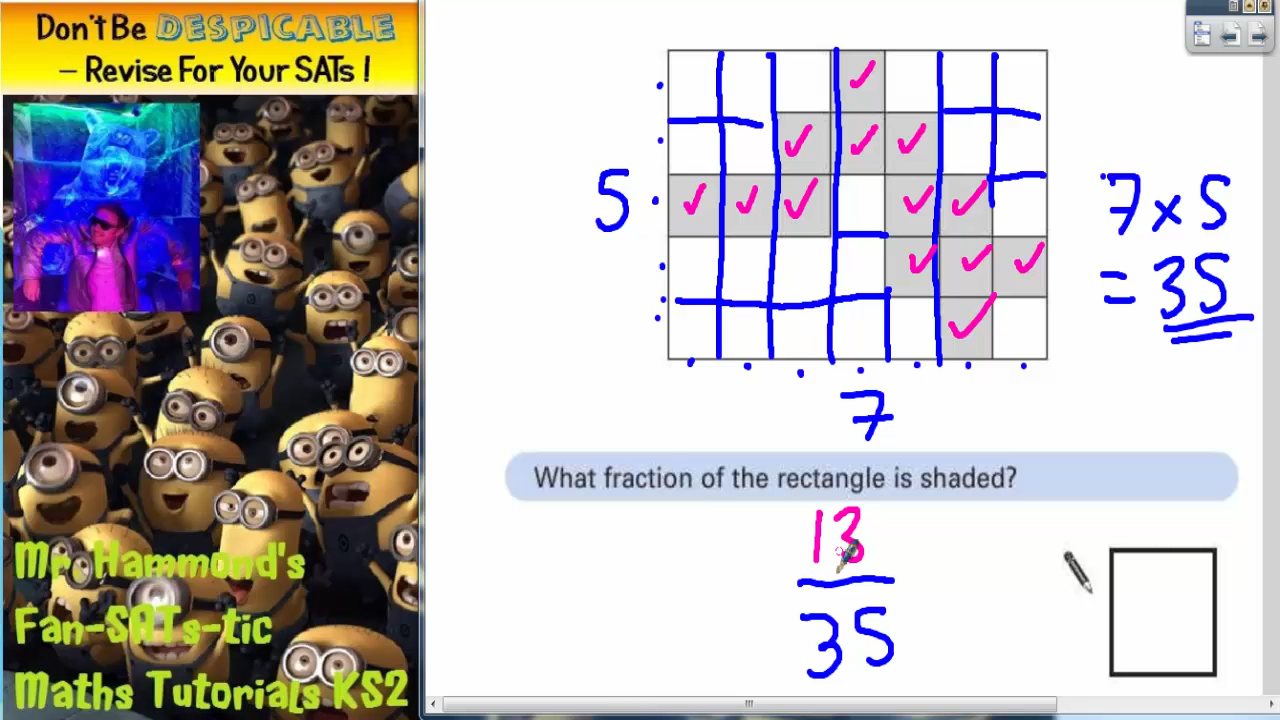 Don't Be DESPICABLE
– Revise For Your SATs !
5
7 × 5
= 35
7
What fraction of the rectangle is shaded?
13
35
Mr. Hammond's
Fan-SATs-tic
Maths Tutorials KS2